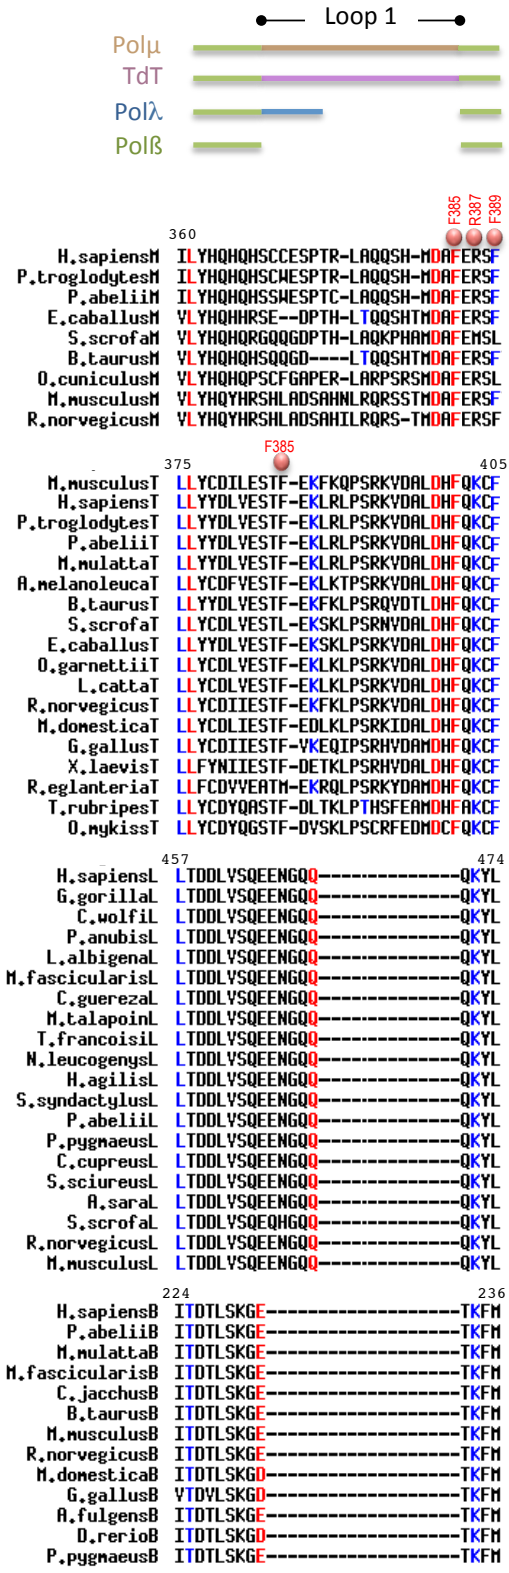 Loop 1
Polμ
TdT
Polλ
Polß
F385 R387 F389
360
H.sapiensM ILYHQHQHSCCESPTR-LAQQSH-MDAFERSF
P.troglodytesM ILYHQHQHSCWESPTR-LAQQSH-MDAFERSF
P.abeliiM ILYHQHQHSSWESPTC-LAQQSH-MDAFERSF
E.caballusM VLYHQHHRSE--DPTH-LTQQSHTMDAFERSF
S.scrofaM VLYHQHQRGQQGDPTH-LAQKPHAMDAFEMSL
B.taurusM VLYHQHQHSQQGD----LTQQSHTMDAFERSF
O.cuniculusM VLYHQHQPSCFGAPER-LARPSRSMDAFERSL
M.musculusM VLYHQYHRSHLADSAHNLRQRSSTMDAFERSF
R.norvegicusM VLYHQYHRSHLADSAHILRQRS-TMDAFERSF
F385
375 405
M.musculusT LLYCDILESTF-EKFKQPSRKVDALDHFQKCF
H.sapiensT LLYYDLVESTF-EKLRLPSRKVDALDHFQKCF
P.troglodytesT LLYYDLVESTF-EKLRLPSRKVDALDHFQKCF
P.abeliiT LLYYDLVESTF-EKLRLPSRKVDALDHFQKCF
M.mulattaT LLYYDLVESTF-EKLRLPSRKVDALDHFQKCF
A.melanoleucaT LLYCDFVESTF-EKLKTPSRKVDALDHFQKCF
B.taurusT LLYYDLVESTF-EKFKLPSRQVDTLDHFQKCF
S.scrofaT LLYCDLVESTL-EKSKLPSRNVDALDHFQKCF
E.caballusT LLYYDLVESTF-EKSKLPSRKVDALDHFQKCF
O.garnettiiT LLYCDLVESTF-EKLKLPSRKVDALDHFQKCF
L.cattaT LLYCDLVESTF-EKLKLPSRKVDALDHFQKCF
R.norvegicusT LLYCDIIESTF-EKFKLPSRKVDALDHFQKCF
M.domesticaT LLYCDLIESTF-EDLKLPSRKIDALDHFQKCF
G.gallusT LLYCDIIESTF-VKEQIPSRHVDAMDHFQKCF
X.laevisT LLFYNIIESTF-DETKLPSRHVDALDHFQKCF
R.eglanteriaT LLFCDVVEATM-EKRQLPSRKYDAMDHFQKCF
T.rubripesT LLYCDYQASTF-DLTKLPTHSFEAMDHFAKCF
O.mykissT LLYCDYQGSTF-DVSKLPSCRFEDMDCFQKCF
457 474
H.sapiensL LTDDLVSQEENGQQ----------------QKYL
G.gorillaL LTDDLVSQEENGQQ----------------QKYL
C.wolfiL LTDDLVSQEENGQQ----------------QKYL
P.anubisL LTDDLVSQEENGQQ----------------QKYL
L.albigenaL LTDDLVSQEENGQQ----------------QKYL
M.fascicularisL LTDDLVSQEENGQQ----------------QKYL
C.guerezaL LTDDLVSQEENGQQ----------------QKYL
M.talapoinL LTDDLVSQEENGQQ----------------QKYL
T.francoisiL LTDDLVSQEENGQQ----------------QKYL
N.leucogenysL LTDDLVSQEENGQQ----------------QKYL
H.agilisL LTDDLVSQEENGQQ----------------QKYL
S.syndactylusL LTDDLVSQEENGQQ----------------QKYL
P.abeliiL LTDDLVSQEENGQQ----------------QKYL
P.pygmaeusL LTDDLVSQEENGQQ----------------QKYL
C.cupreusL LTDDLVSQEENGQQ----------------QKYL
S.sciureusL LTDDLVSQEENGQQ----------------QKYL
A.saraL LTDDLVSQEENGQQ----------------QKYL
S.scrofaL LTDDLVSQEQHGQQ----------------QKYL
R.norvegicusL LTDDLVSQEENGQQ----------------QKYL
M.musculusL LTDDLVSQEENGQQ----------------QKYL
224 236
H.sapiensB ITDTLSKGE----------------------TKFM
P.abeliiB ITDTLSKGE----------------------TKFM
M.mulattaB ITDTLSKGE----------------------TKFM
M.fascicularisB ITDTLSKGE----------------------TKFM
C.jacchusB ITDTLSKGE----------------------TKFM
B.taurusB ITDTLSKGE----------------------TKFM
M.musculusB ITDTLSKGE----------------------TKFM
R.norvegicusB ITDTLSKGE----------------------TKFM
M.domesticaB ITDTLSKGD----------------------TKFM
G.gallusB VTDVLSKGD----------------------TKFM
A.fulgensB ITDTLSKGE----------------------TKFM
D.rerioB ITDTLSKGD----------------------TKFM
P.pygmaeusB ITDTLSKGE----------------------TKFM